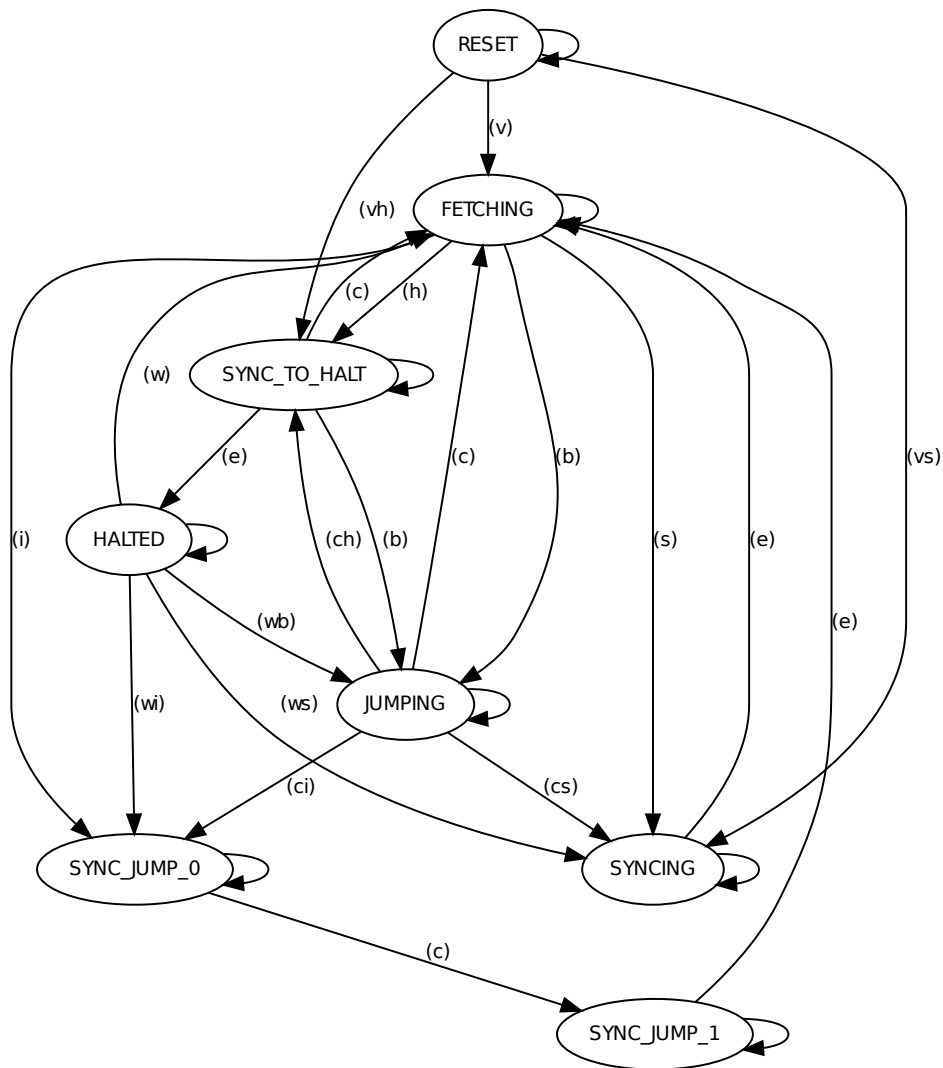 RESET
(v)
(vh)
FETCHING
(c)
(h)
(w)
SYNC_TO_HALT
(e)
(b)
(c)
(b)
(vs)
(i)
HALTED
(ch)
(b)
(s)
(e)
(wb)
(e)
(wi)
(ws)
JUMPING
(ci)
(cs)
SYNC_JUMP_0
SYNCING
(c)
SYNC_JUMP_1